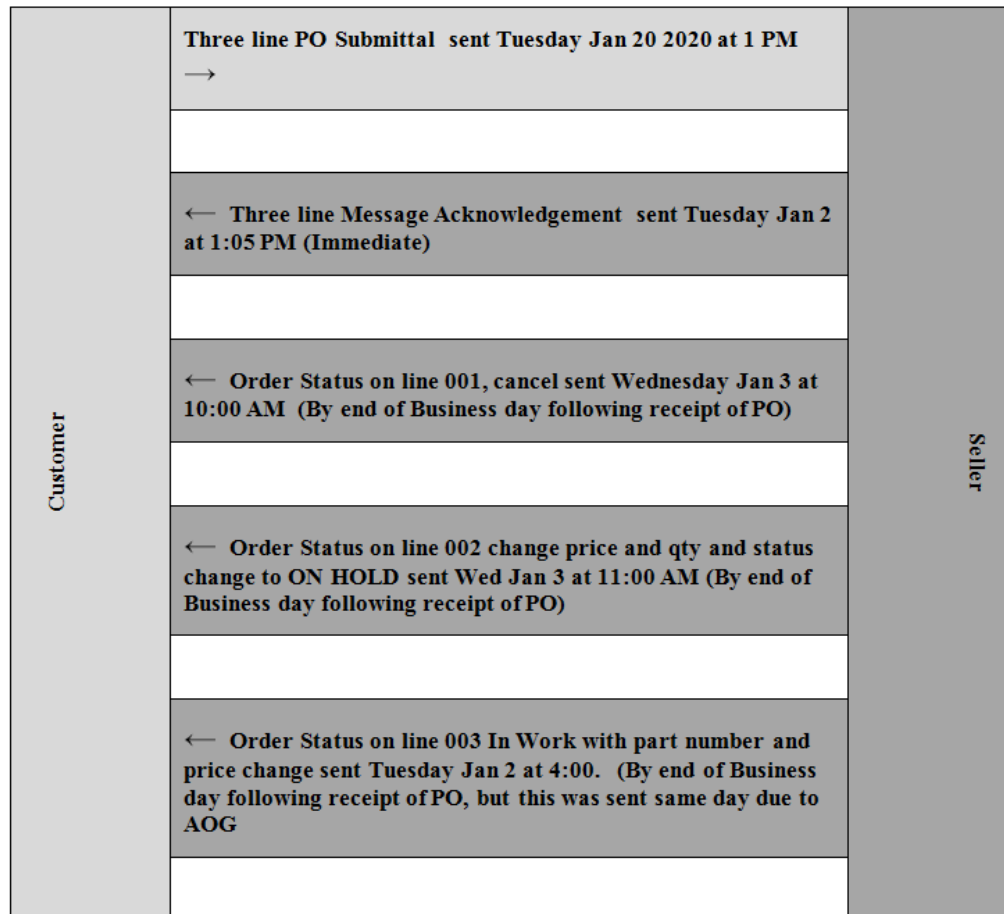 Three line PO Submittal sent Tuesday Jan 20 2020 at 1 PM
→
← Three line Message Acknowledgement sent Tuesday Jan 2
at 1:05 PM (Immediate)
← Order Status on line 001, cancel sent Wednesday Jan 3 at
10:00 AM (By end of Business day following receipt of PO)
Customer
Seller
← Order Status on line 002 change price and qty and status
change to ON HOLD sent Wed Jan 3 at 11:00 AM (By end of
Business day following receipt of PO)
← Order Status on line 003 In Work with part number and
price change sent Tuesday Jan 2 at 4:00. (By end of Business
day following receipt of PO, but this was sent same day due to
AOG